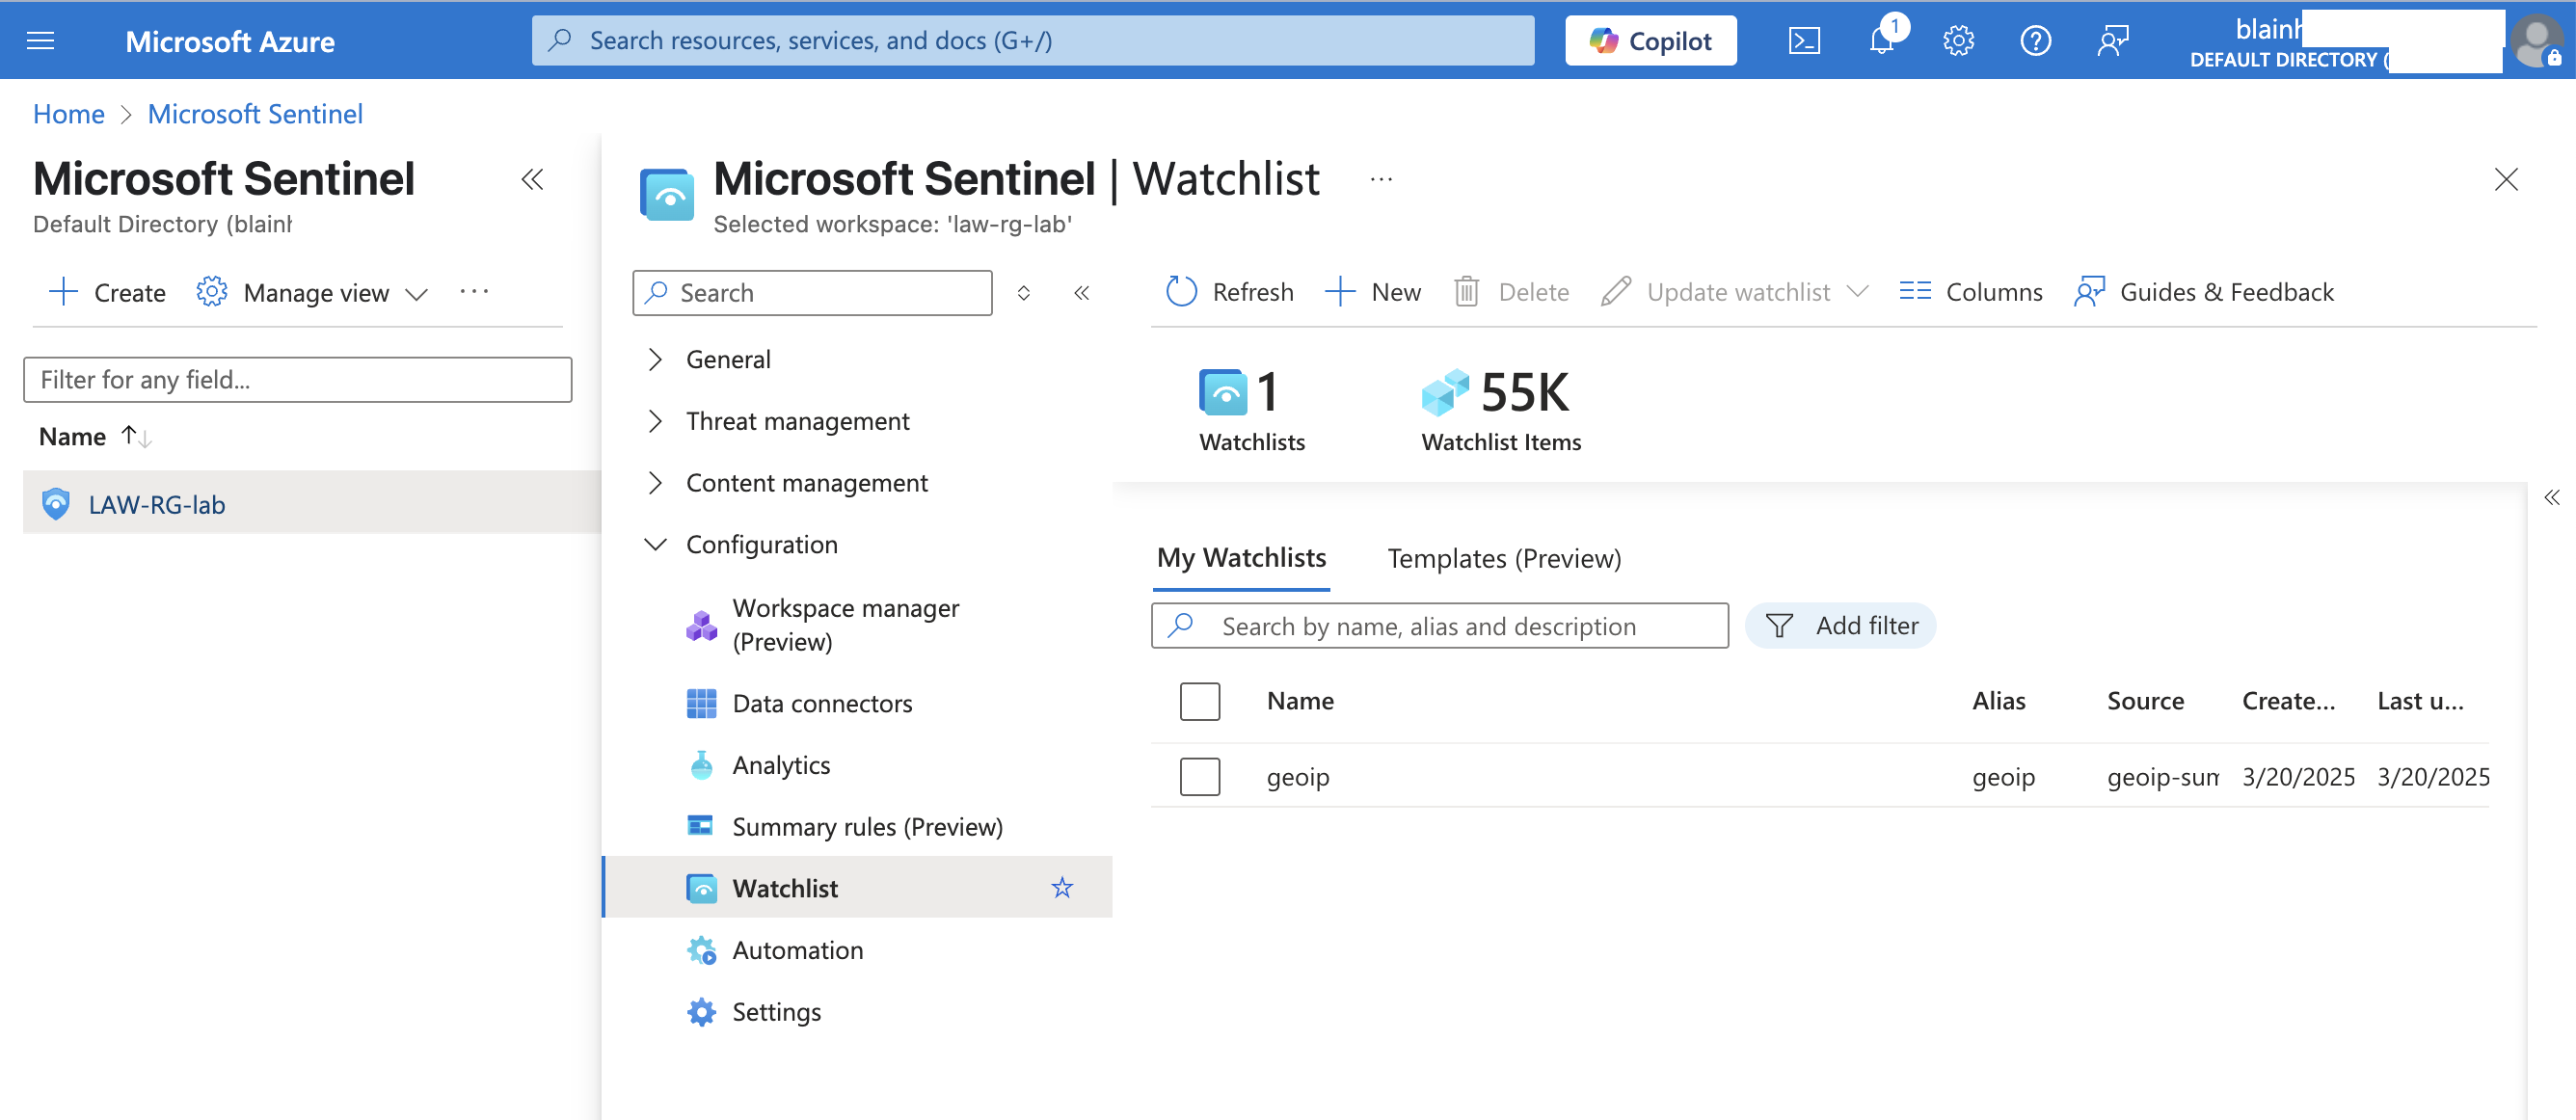 Microsoft Azure
Search resources, services, and docs (G+/)
Copilot
1
blainh
DEFAULT DIRECTORY (
Home > Microsoft Sentinel
Microsoft Sentinel
Default Directory (blainh
Create
Manage view
...
Filter for any field...
Name
LAW-RG-lab
Microsoft Sentinel | Watchlist
...
Selected workspace: 'law-rg-lab'
Search
General
Threat management
Content management
Configuration
Workspace manager
(Preview)
Data connectors
Analytics
Summary rules (Preview)
Watchlist
Automation
Settings
Refresh
New
Delete
Update watchlist
Columns
Guides & Feedback
1
Watchlists
55K
Watchlist Items
My Watchlists
Templates (Preview)
Search by name, alias and description
Add filter
Name Alias Source Create... Last u...
geoip geoip geoip-sum 3/20/2025 3/20/2025